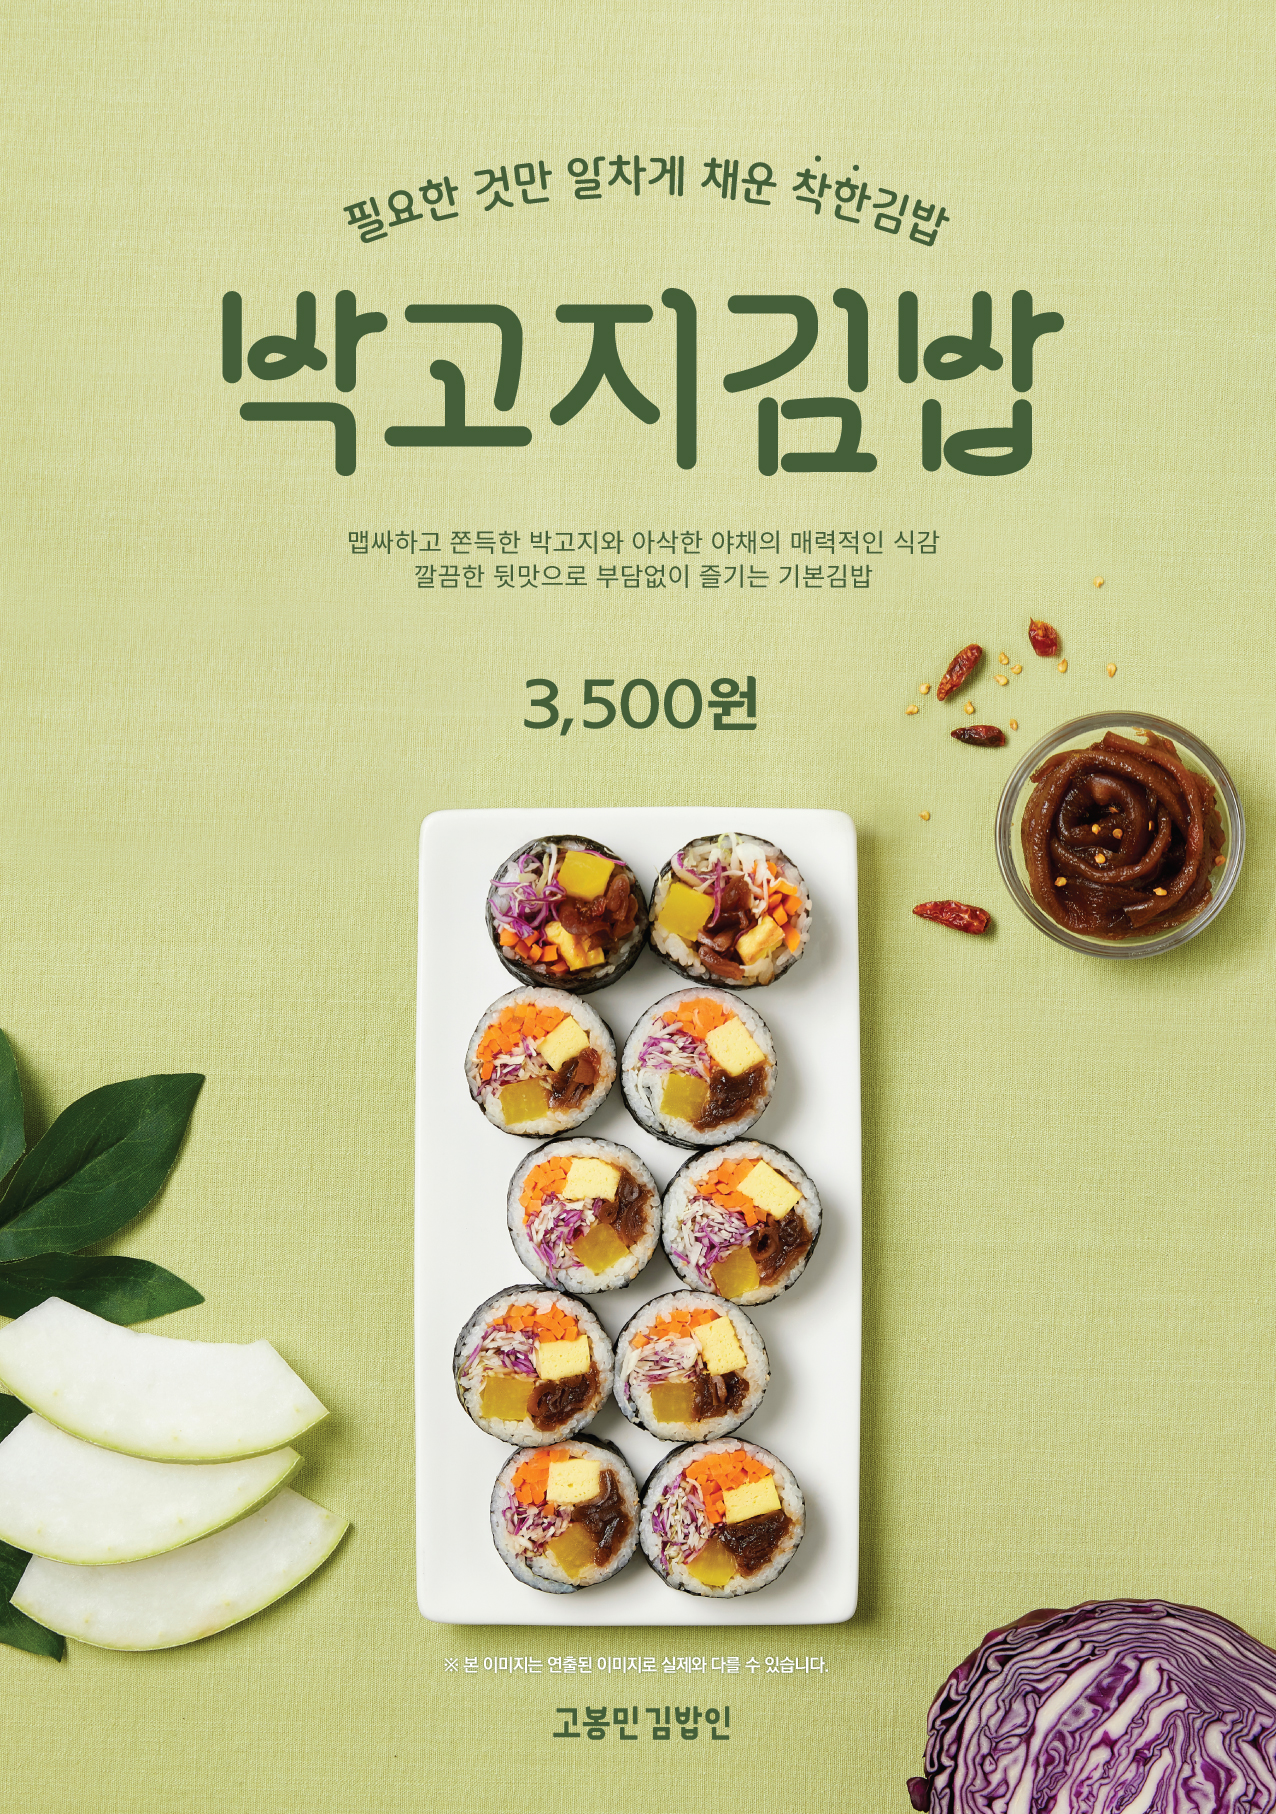 필요한 것만 알차게 채운 착한김밥
박고지김밥
맵싸하고 쫀득한 박고지와 아삭한 야채의 매력적인 식감
깔끔한 뒷맛으로 부담없이 즐기는 기본김밥
3,500원
※ 본 이미지는 연출된 이미지로 실제와 다를 수 있습니다.
고봉민김밥인